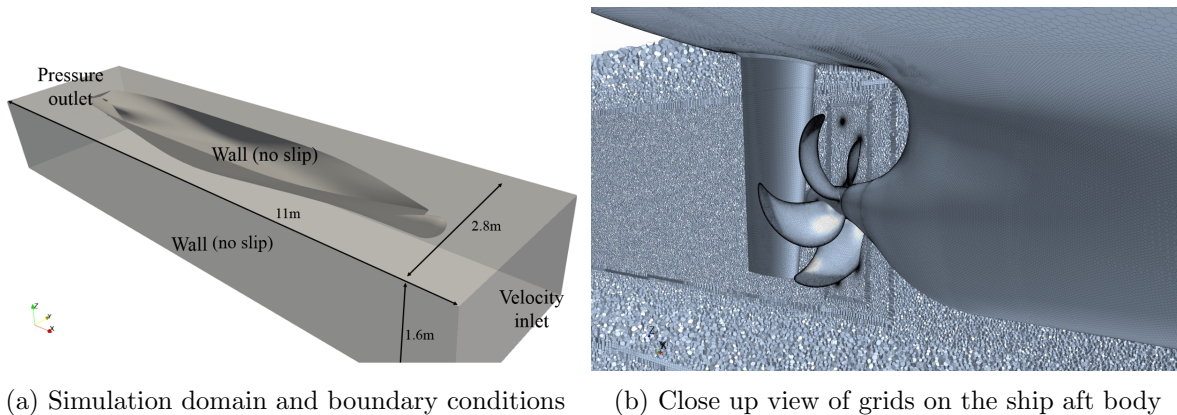 Pressure
outlet
Wall (no slip)
11m
2.8m
Wall (no slip)
Velocity
inlet
1.6m
Z
Y
X
Z
X
(a) Simulation domain and boundary conditions
(b) Close up view of grids on the ship aft body